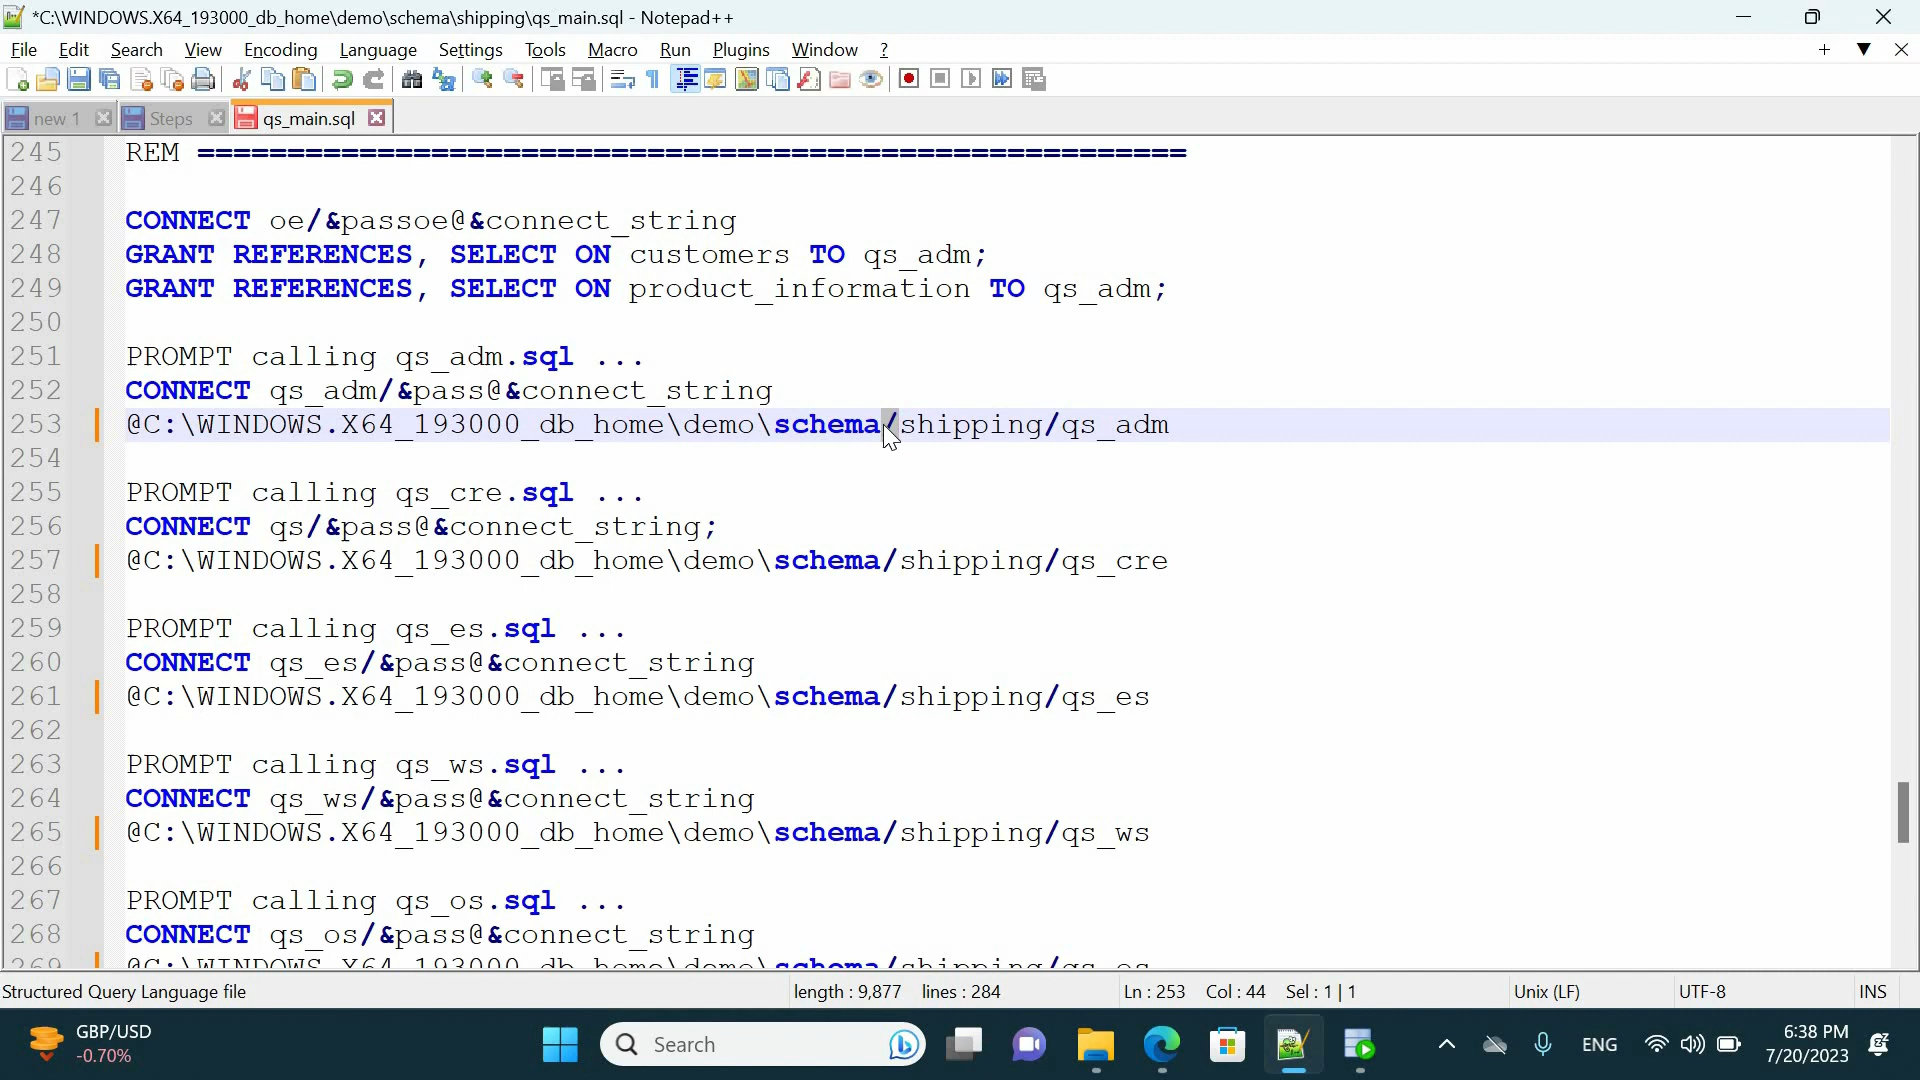 *C:\WINDOWS.X64_193000_db_home\demo\schema\shipping\qs_main.sql - Notepad++
File Edit Search View Encoding Language Settings Tools Macro Run Plugins Window ?
new 1 Steps qs_main.sql
245 REM =======================================================
246
247 CONNECT oe/&passoe@&connect_string
248 GRANT REFERENCES, SELECT ON customers TO qs_adm;
249 GRANT REFERENCES, SELECT ON product_information TO qs_adm;
250
251 PROMPT calling qs_adm.sql ...
252 CONNECT qs_adm/&pass@&connect_string
253 @C:\WINDOWS.X64_193000_db_home\demo\schema/shipping/qs_adm
254
255 PROMPT calling qs_cre.sql ...
256 CONNECT qs/&pass@&connect_string;
257 @C:\WINDOWS.X64_193000_db_home\demo\schema/shipping/qs_cre
258
259 PROMPT calling qs_es.sql ...
260 CONNECT qs_es/&pass@&connect_string
261 @C:\WINDOWS.X64_193000_db_home\demo\schema/shipping/qs_es
262
263 PROMPT calling qs_ws.sql ...
264 CONNECT qs_ws/&pass@&connect_string
265 @C:\WINDOWS.X64_193000_db_home\demo\schema/shipping/qs_ws
266
267 PROMPT calling qs_os.sql ...
268 CONNECT qs_os/&pass@&connect_string
269 @C:\WINDOWS.X64_193000_db_home\demo\schema/shipping/qs_os
Structured Query Language file length : 9,877 lines : 284 Ln : 253 Col : 44 Sel : 1 | 1 Unix (LF) UTF-8 INS
GBP/USD
-0.70%
Search
ENG
6:38 PM
7/20/2023